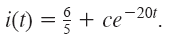 i(t) = 6/5 + ce^{-20t}.